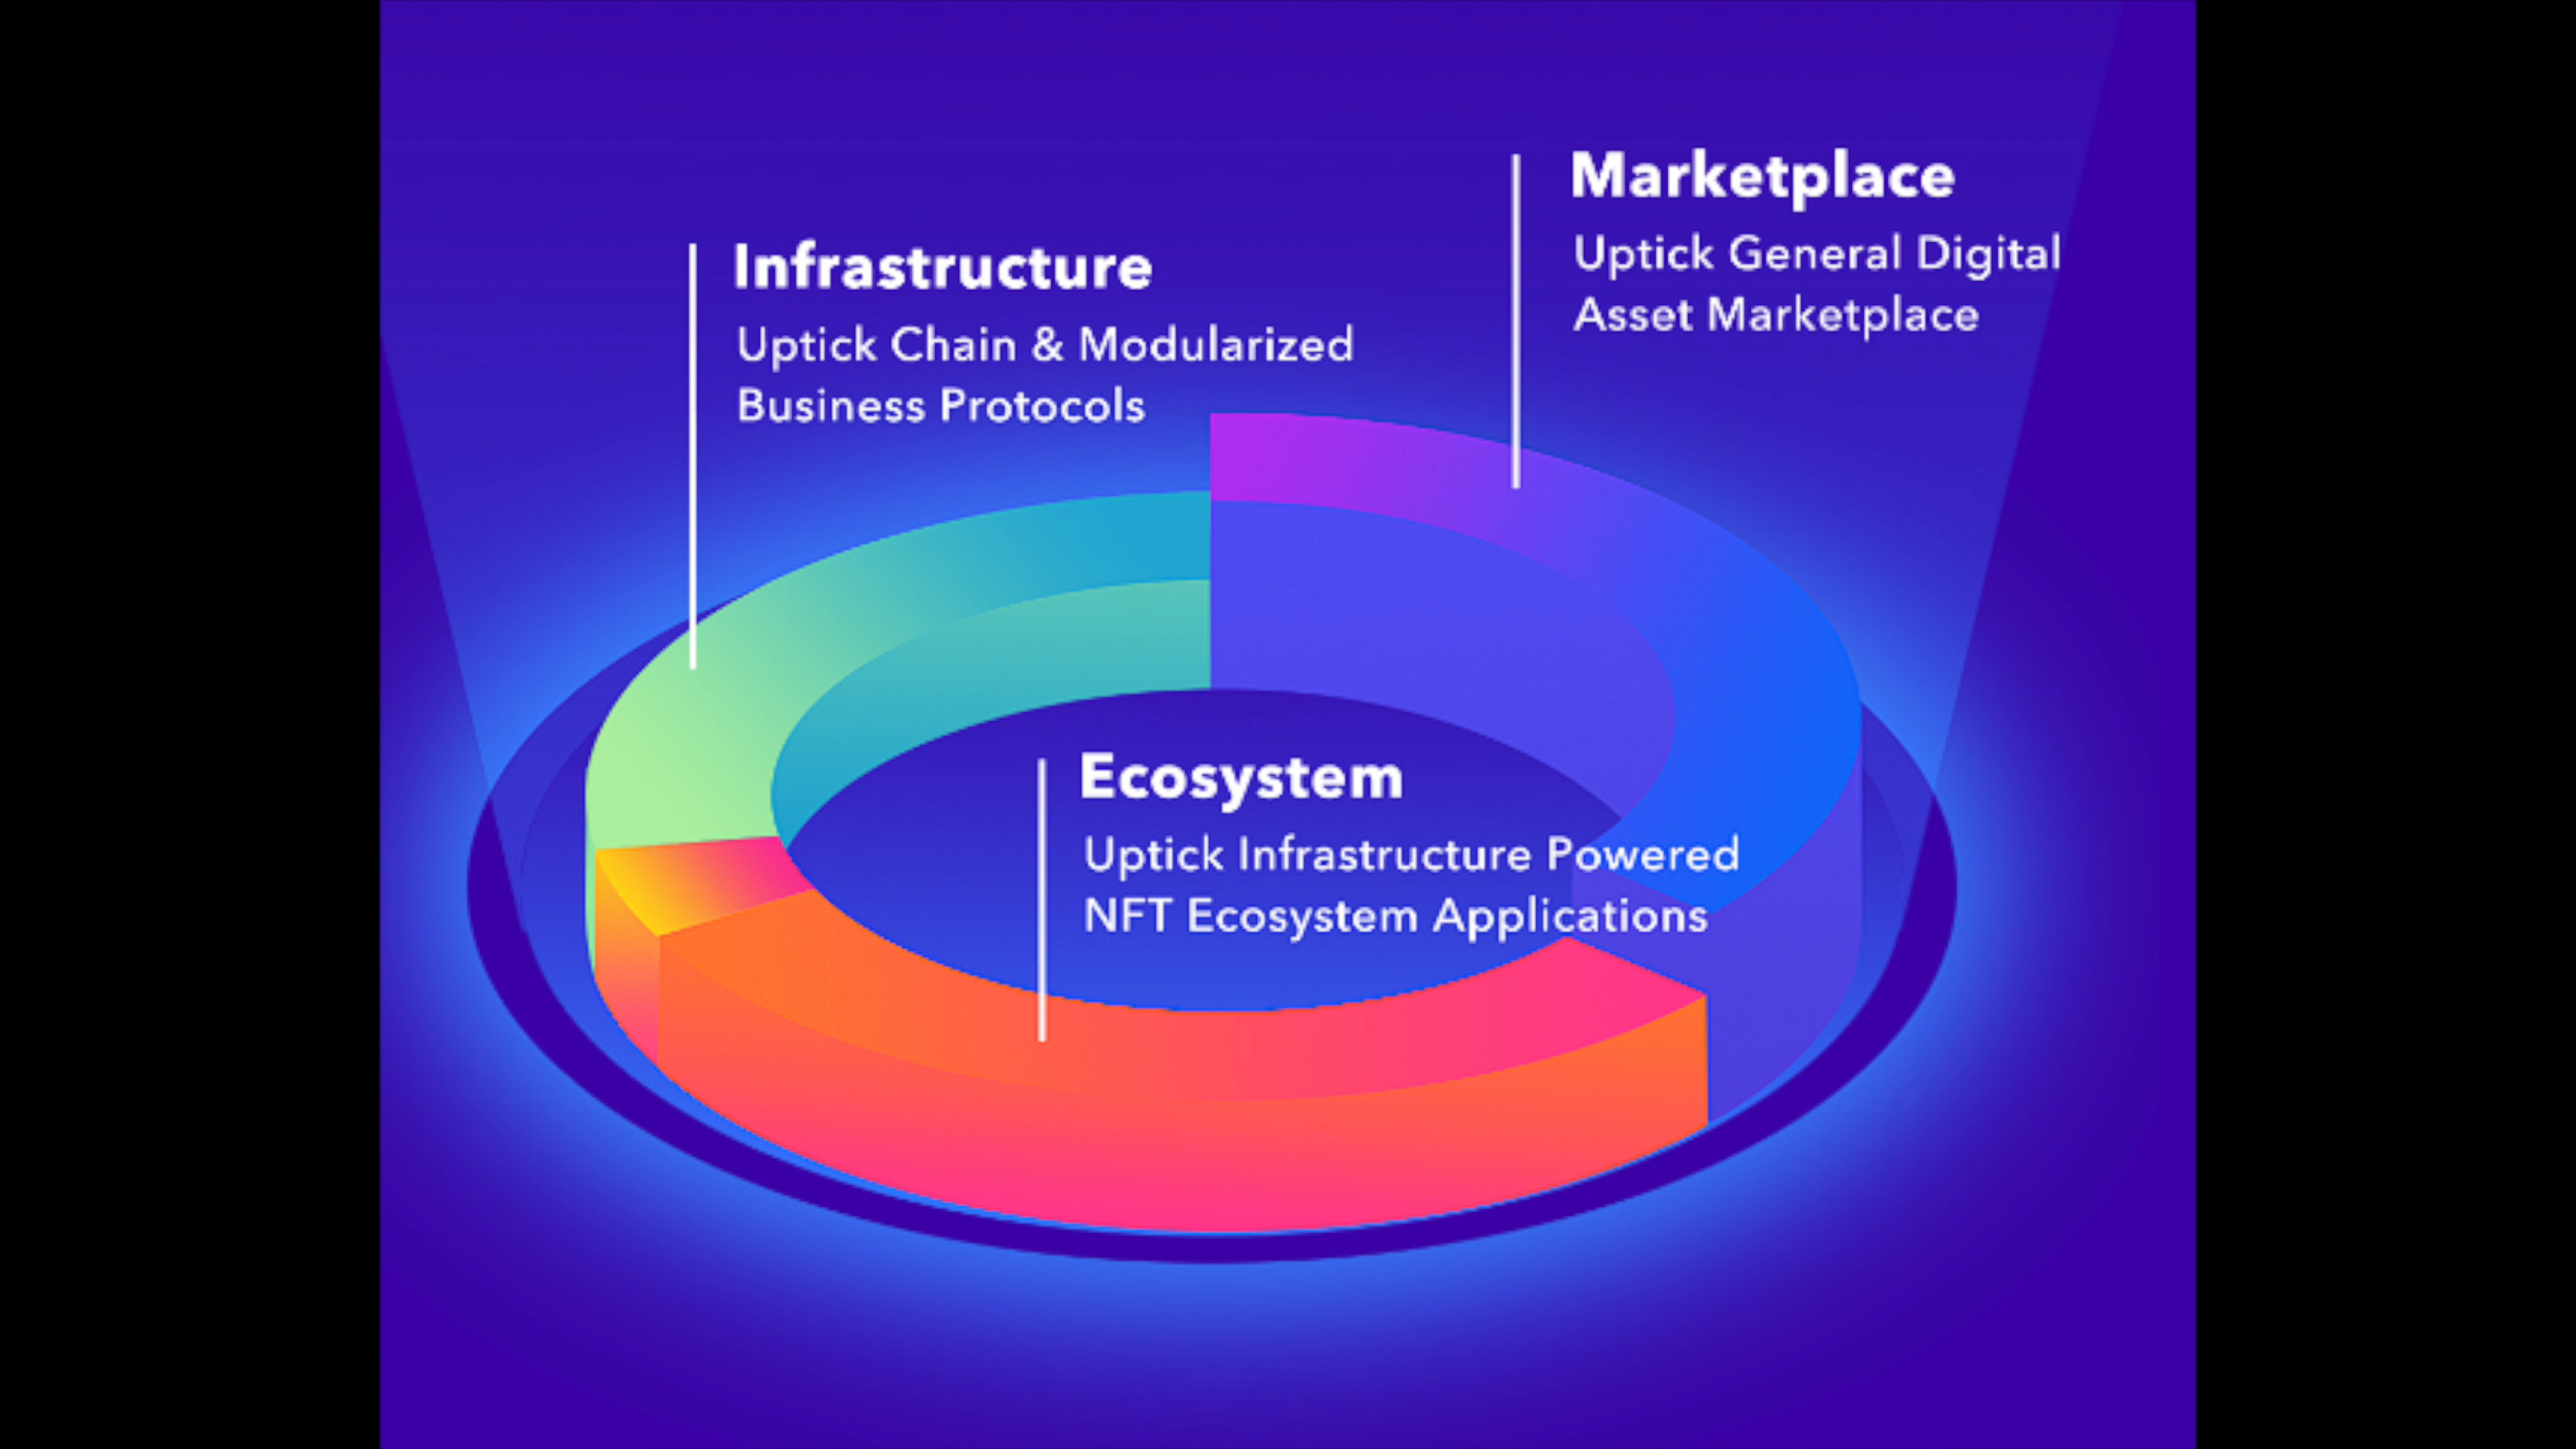 Marketplace
Uptick General Digital
Asset Marketplace
Infrastructure
Uptick Chain & Modularized
Business Protocols
Ecosystem
Uptick Infrastructure Powered
NFT Ecosystem Applications